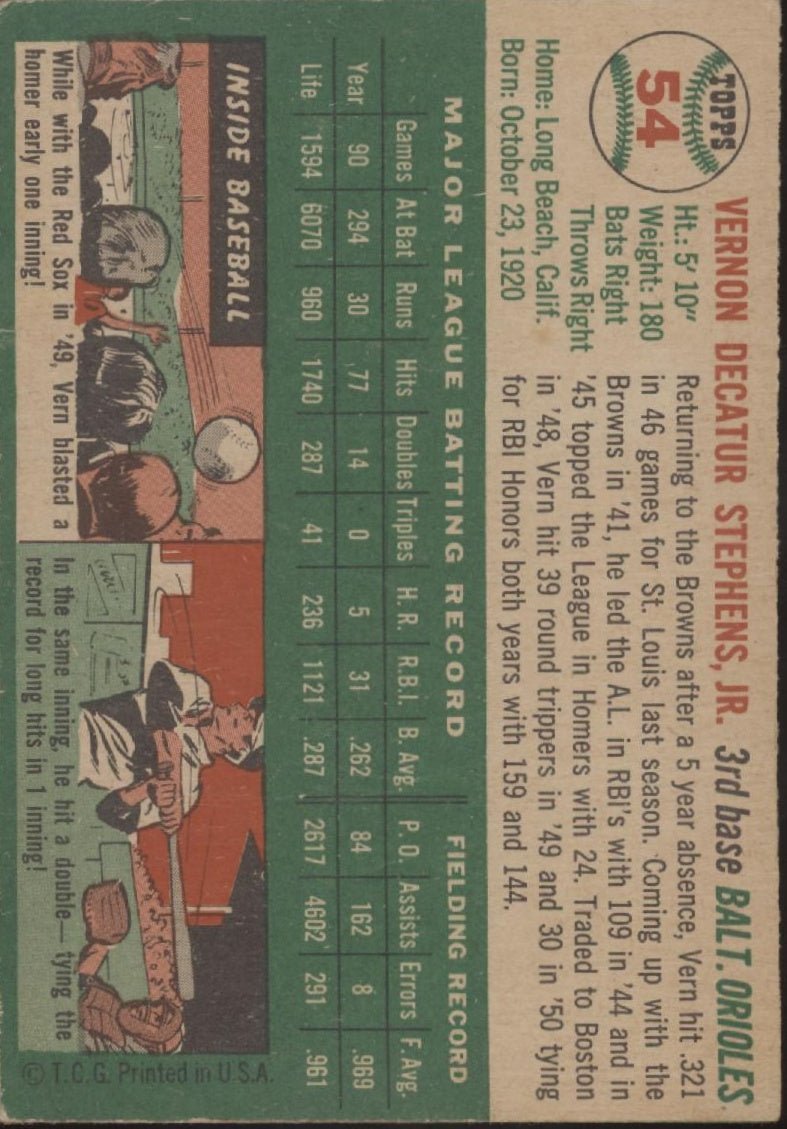 TOPPS
54
VERNON DECATUR STEPHENS, JR. 3rd base BALT. ORIOLES
Ht.: 5' 10"
Weight: 180
Bats Right
Throws Right
Home: Long Beach, Calif.
Born: October 23, 1920
Returning to the Browns after a 5 year absence, Vern hit .321
in 46 games for St. Louis last season. Coming up with the
Browns in '41, he led the A.L. in RBI's with 109 in '44 and in
'45 topped the League in Homers with 24. Traded to Boston
in '48, Vern hit 39 round trippers in '49 and 30 in '50 tying
for RBI Honors both years with 159 and 144.
MAJOR LEAGUE BATTING RECORD FIELDING RECORD
Games At Bat Runs Hits Doubles Triples H. R. R.B.I. B. Avg. P. O. Assists Errors F. Avg.
Year 90 294 30 77 14 0 5 31 .262 84 162 8 .969
Life 1594 6070 960 1740 287 41 236 1121 .287 2617 4602 291 .961
INSIDE BASEBALL
While with the Red Sox in '49, Vern blasted a
homer early one inning!
In the same inning, he hit a double—tying the
record for long hits in 1 inning!
© T.C.G. Printed in U.S.A.